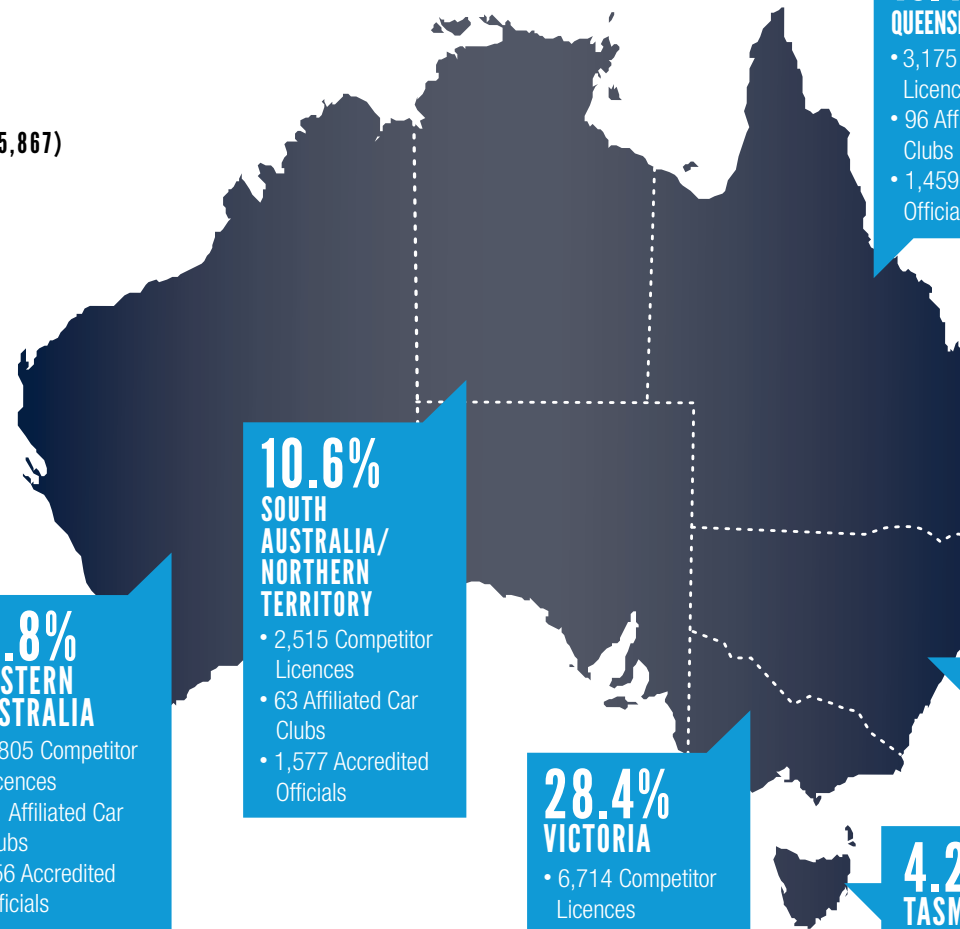 5,867)
QUEENS
• 3,175
Licenc
• 96 Aff
Clubs
• 1,459
Officia
10.6%
SOUTH
AUSTRALIA/
NORTHERN
TERRITORY
• 2,515 Competitor
Licences
• 63 Affiliated Car
Clubs
• 1,577 Accredited
Officials
.8%
STERN
STRALIA
805 Competitor
cences
Affiliated Car
ubs
56 Accredited
ficials
28.4%
VICTORIA
• 6,714 Competitor
Licences
4.2
TASM